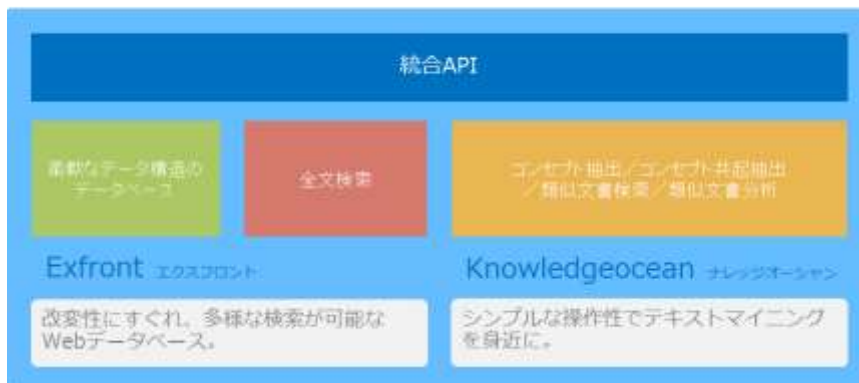 統合API
柔軟なデータ構造の
データベース
全文検索
コンセプト抽出／コンセプト共起抽出
／類似文書検索／類似文書分析
Exfront エクスフロント
Knowledgeocean ナレッジオーシャン
改変性にすぐれ、多様な検索が可能な
Webデータベース。
シンプルな操作性でテキストマイニング
を身近に。